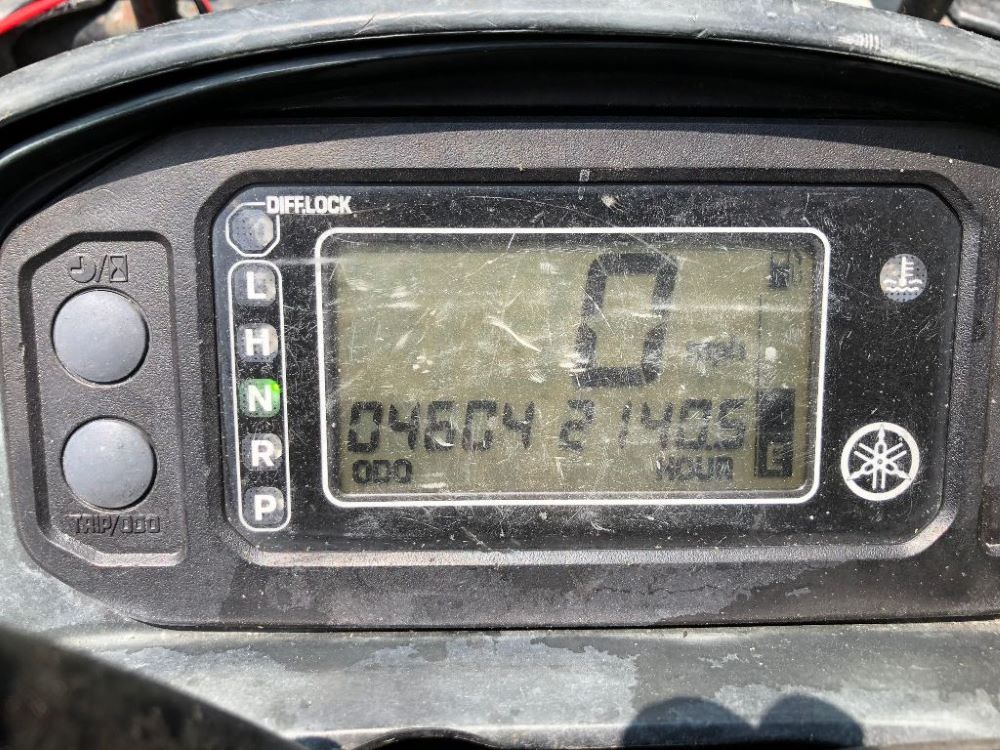 DIFF.LOCK
L
H
N
R
P
0
mph
04604 2140.5
ODO HOUR
E
TRIP/ODO